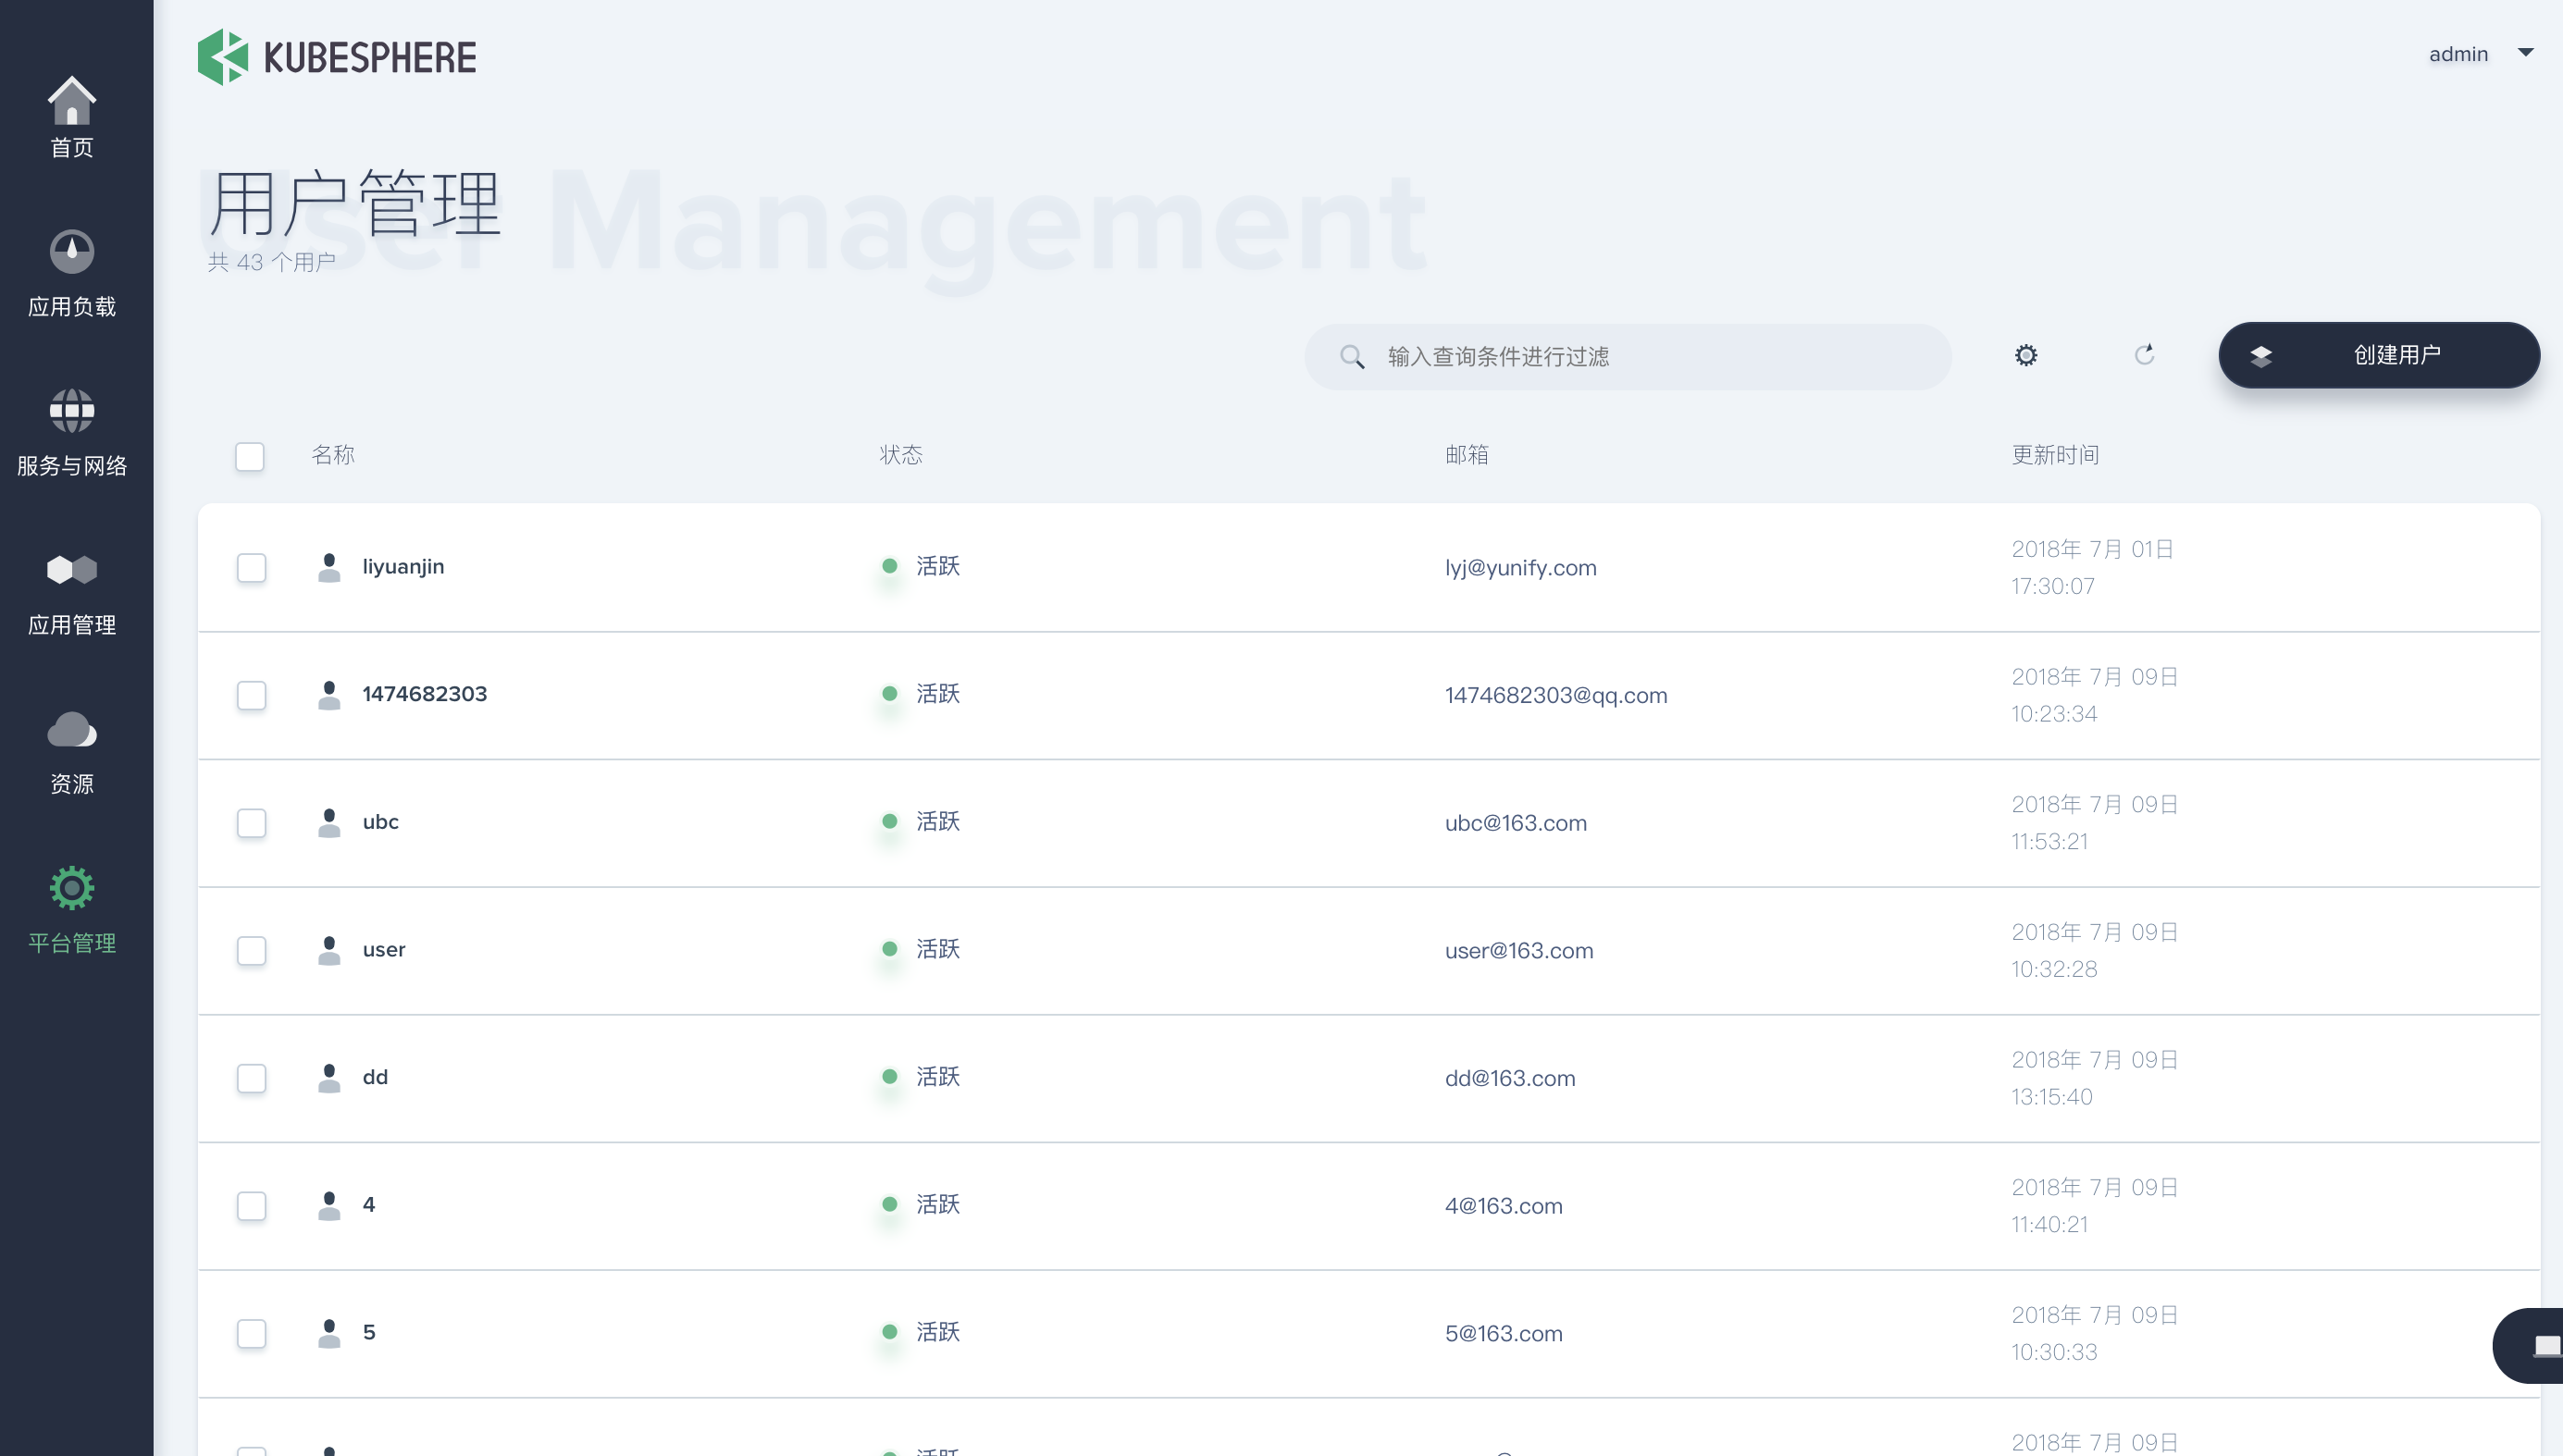 KUBESPHERE
admin
首页
应用负载
服务与网络
应用管理
资源
平台管理
User Management
用户管理
共 43 个用户
输入查询条件进行过滤
创建用户
名称 状态 邮箱 更新时间
liyuanjin 活跃 lyj@yunify.com 2018年 7月 01日
17:30:07
1474682303 活跃 1474682303@qq.com 2018年 7月 09日
10:23:34
ubc 活跃 ubc@163.com 2018年 7月 09日
11:53:21
user 活跃 user@163.com 2018年 7月 09日
10:32:28
dd 活跃 dd@163.com 2018年 7月 09日
13:15:40
4 活跃 4@163.com 2018年 7月 09日
11:40:21
5 活跃 5@163.com 2018年 7月 09日
10:30:33
2018年 7月 09日